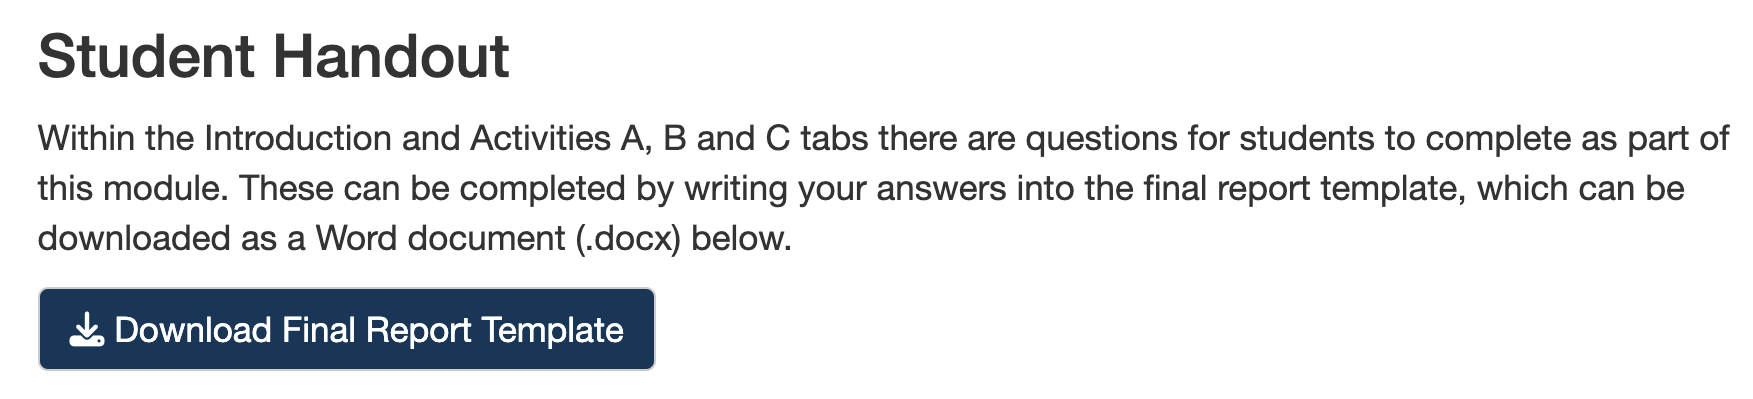 Student Handout
Within the Introduction and Activities A, B and C tabs there are questions for students to complete as part of
this module. These can be completed by writing your answers into the final report template, which can be
downloaded as a Word document (.docx) below.
Download Final Report Template